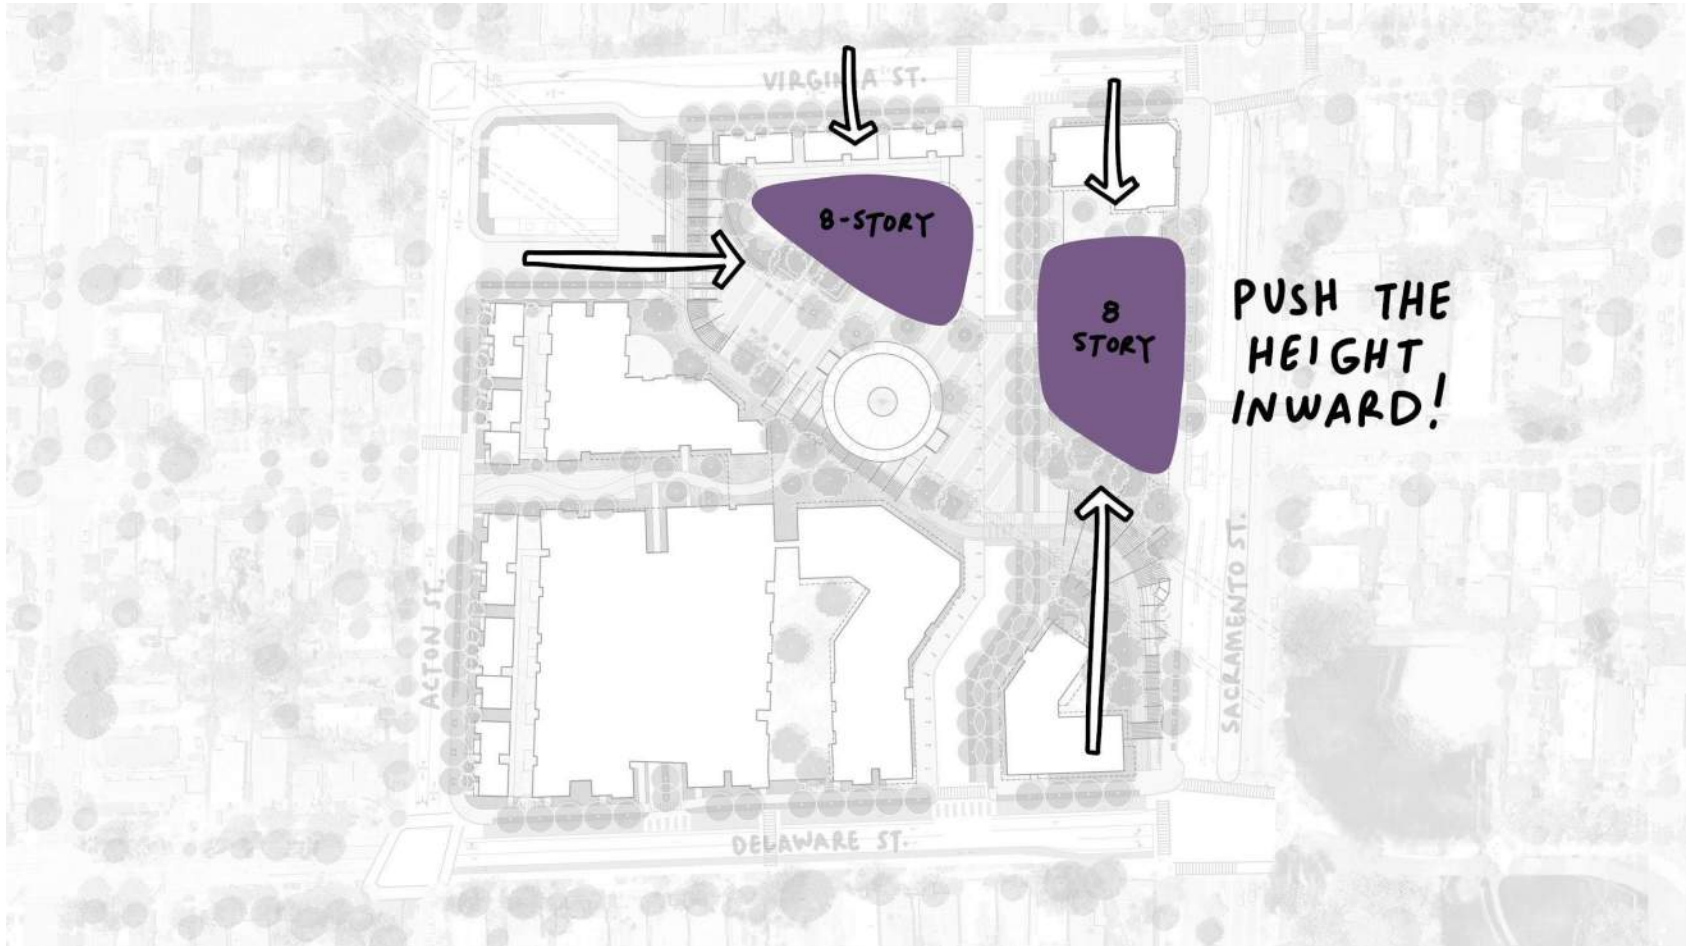 VIRGINIA ST.
8-STORY
8
STORY
PUSH THE
HEIGHT
INWARD!
ACTON ST.
SACRAMENTO ST.
DELAWARE ST.